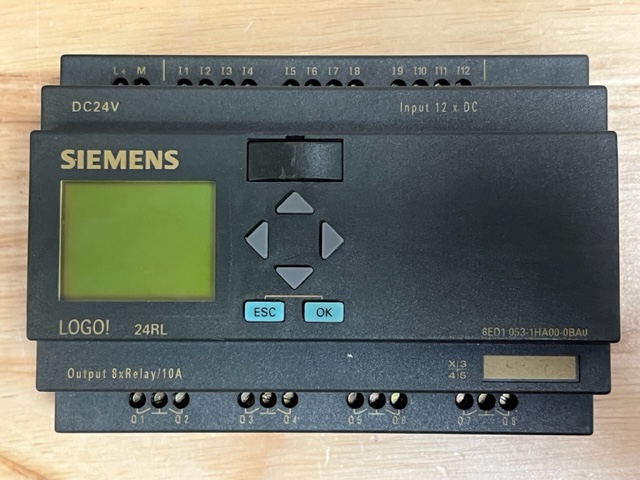 L+ M I1 I2 I3 I4 I5 I6 I7 I8 I9 I10 I11 I12
DC24V Input 12 x DC
SIEMENS
ESC OK
LOGO! 24RL 6ED1 053-1HA00-0BA0
Output 8xRelay/10A X 3
4 5
Q1 Q2 Q3 Q4 Q5 Q6 Q7 Q8